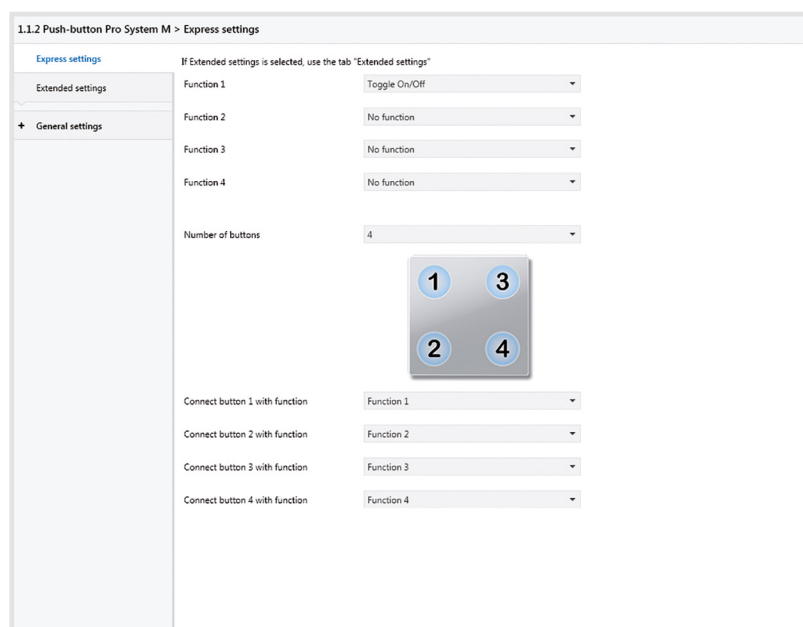 1.1.2 Push-button Pro System M > Express settings
Express settings
Extended settings
+ General settings
If Extended settings is selected, use the tab "Extended settings"
Function 1 Toggle On/Off
Function 2 No function
Function 3 No function
Function 4 No function
Number of buttons 4
1 3
2 4
Connect button 1 with function Function 1
Connect button 2 with function Function 2
Connect button 3 with function Function 3
Connect button 4 with function Function 4